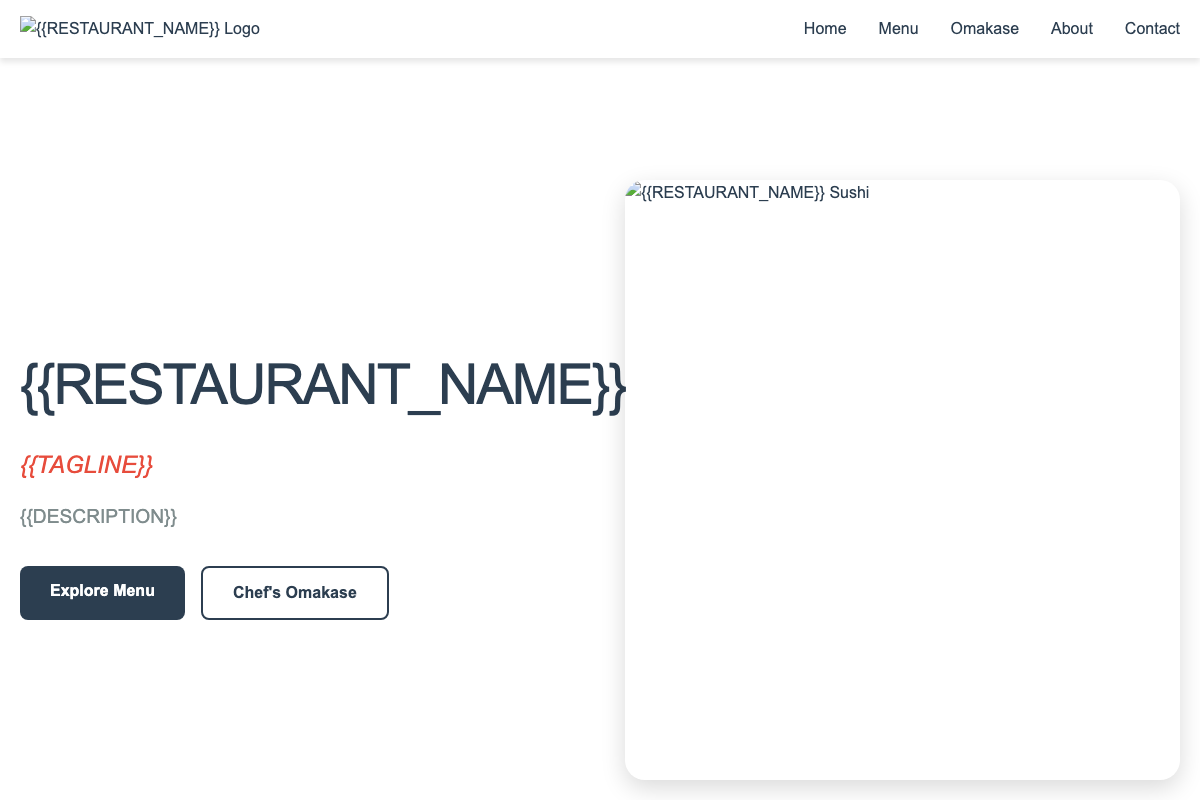 {{RESTAURANT_NAME}} Logo
Home Menu Omakase About Contact
{{RESTAURANT_NAME}} Sushi
{{RESTAURANT_NAME}}
{{TAGLINE}}
{{DESCRIPTION}}
Explore Menu
Chef's Omakase